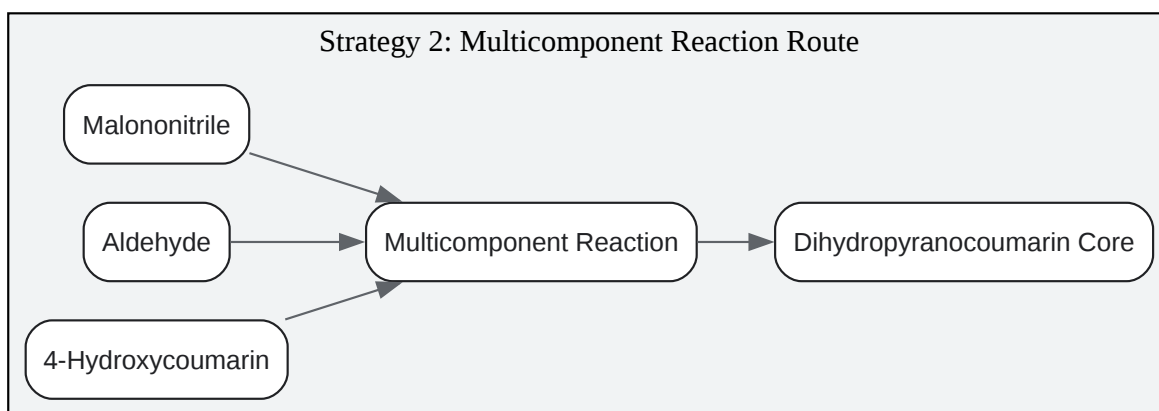 Strategy 2: Multicomponent Reaction Route
Malononitrile
Aldehyde
Multicomponent Reaction
Dihydropyranocoumarin Core
4-Hydroxycoumarin